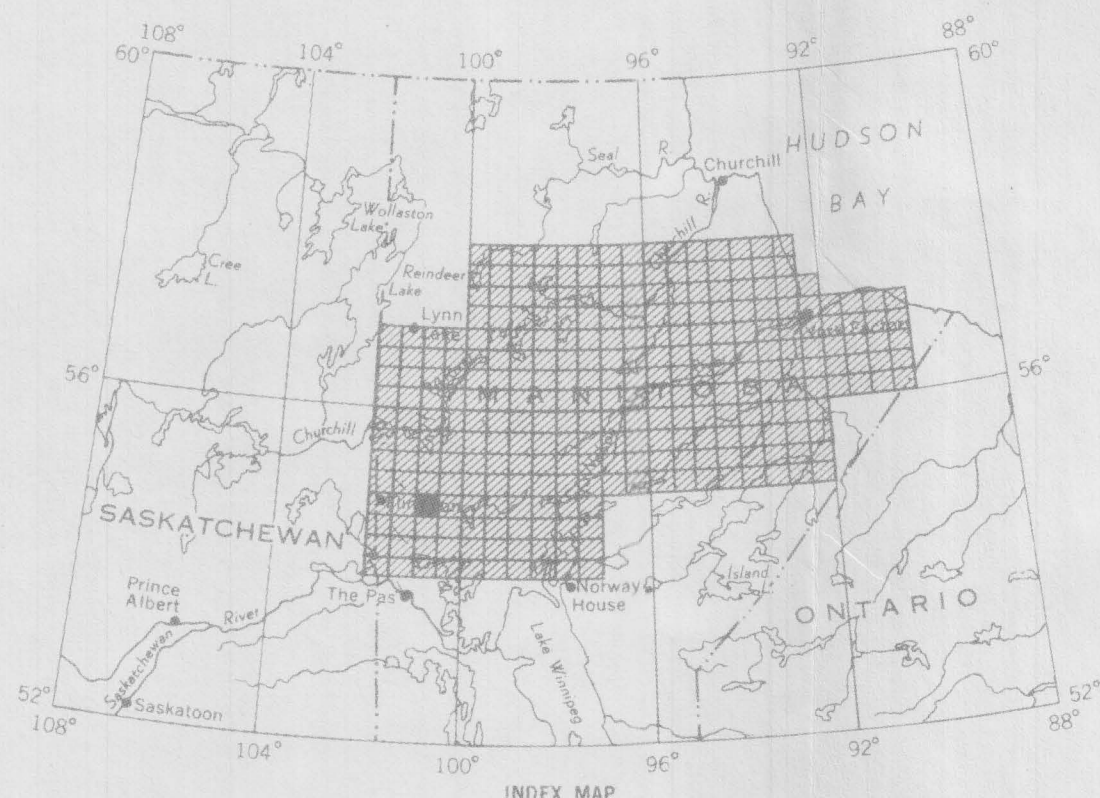 108°
104°
100°
96°
92°
88°
60°
60°
HUDSON
BAY
Seal R.
Churchill
R.
Wollaston
Lake
Cree
L.
Reindeer
Lake
Lynn
Lake
York Factory
MANITOBA
56°
56°
Churchill
SASKATCHEWAN
Prince
Albert
River
Saskatchewan
The Pas
Norway
House
Island
ONTARIO
Lake Winnipeg
Saskatoon
52°
52°
108°
104°
100°
96°
92°
88°
INDEX MAP